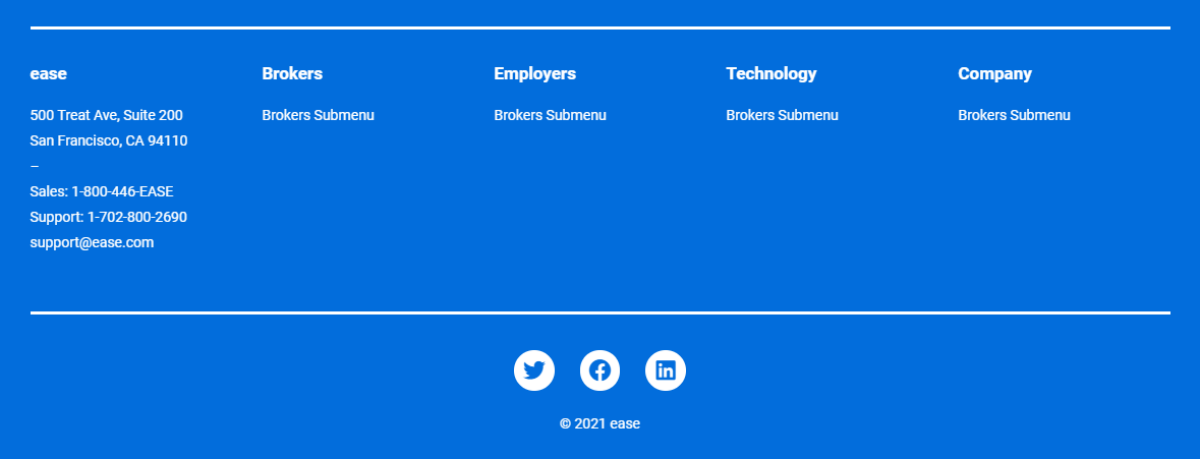 ease
500 Treat Ave, Suite 200
San Francisco, CA 94110
–
Sales: 1-800-446-EASE
Support: 1-702-800-2690
support@ease.com
Brokers
Brokers Submenu
Employers
Brokers Submenu
Technology
Brokers Submenu
Company
Brokers Submenu
© 2021 ease